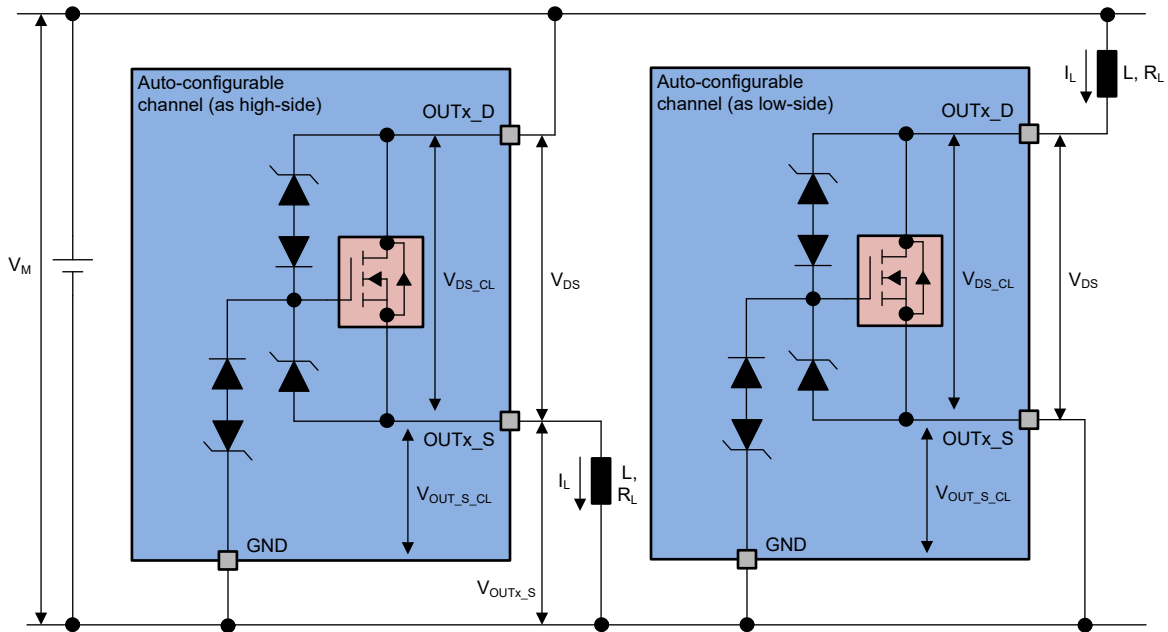 Auto-configurable
channel (as high-side)
OUTx_D
V_M
V_DS_CL
V_DS
OUTx_S
V_OUT_S_CL
I_L
L,
R_L
GND
V_OUTx_S
Auto-configurable
channel (as low-side)
OUTx_D
I_L
L, R_L
V_DS_CL
V_DS
OUTx_S
V_OUT_S_CL
GND